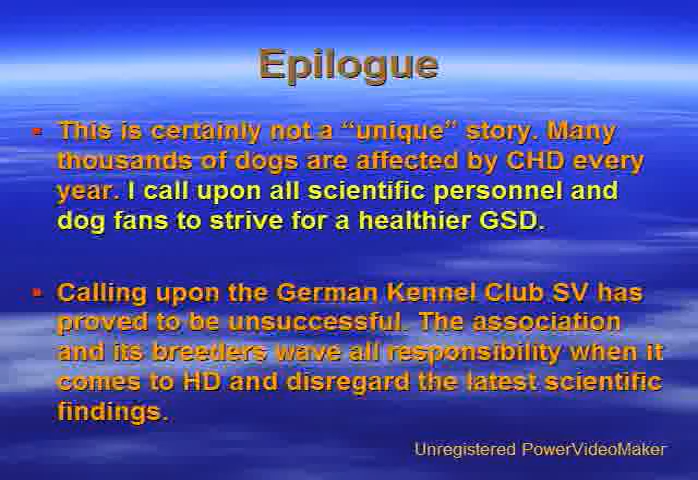 Epilogue
▪ This is certainly not a “unique” story. Many
thousands of dogs are affected by CHD every
year. I call upon all scientific personnel and
dog fans to strive for a healthier GSD.
▪ Calling upon the German Kennel Club SV has
proved to be unsuccessful. The association
and its breeders wave all responsibility when it
comes to HD and disregard the latest scientific
findings.
Unregistered PowerVideoMaker